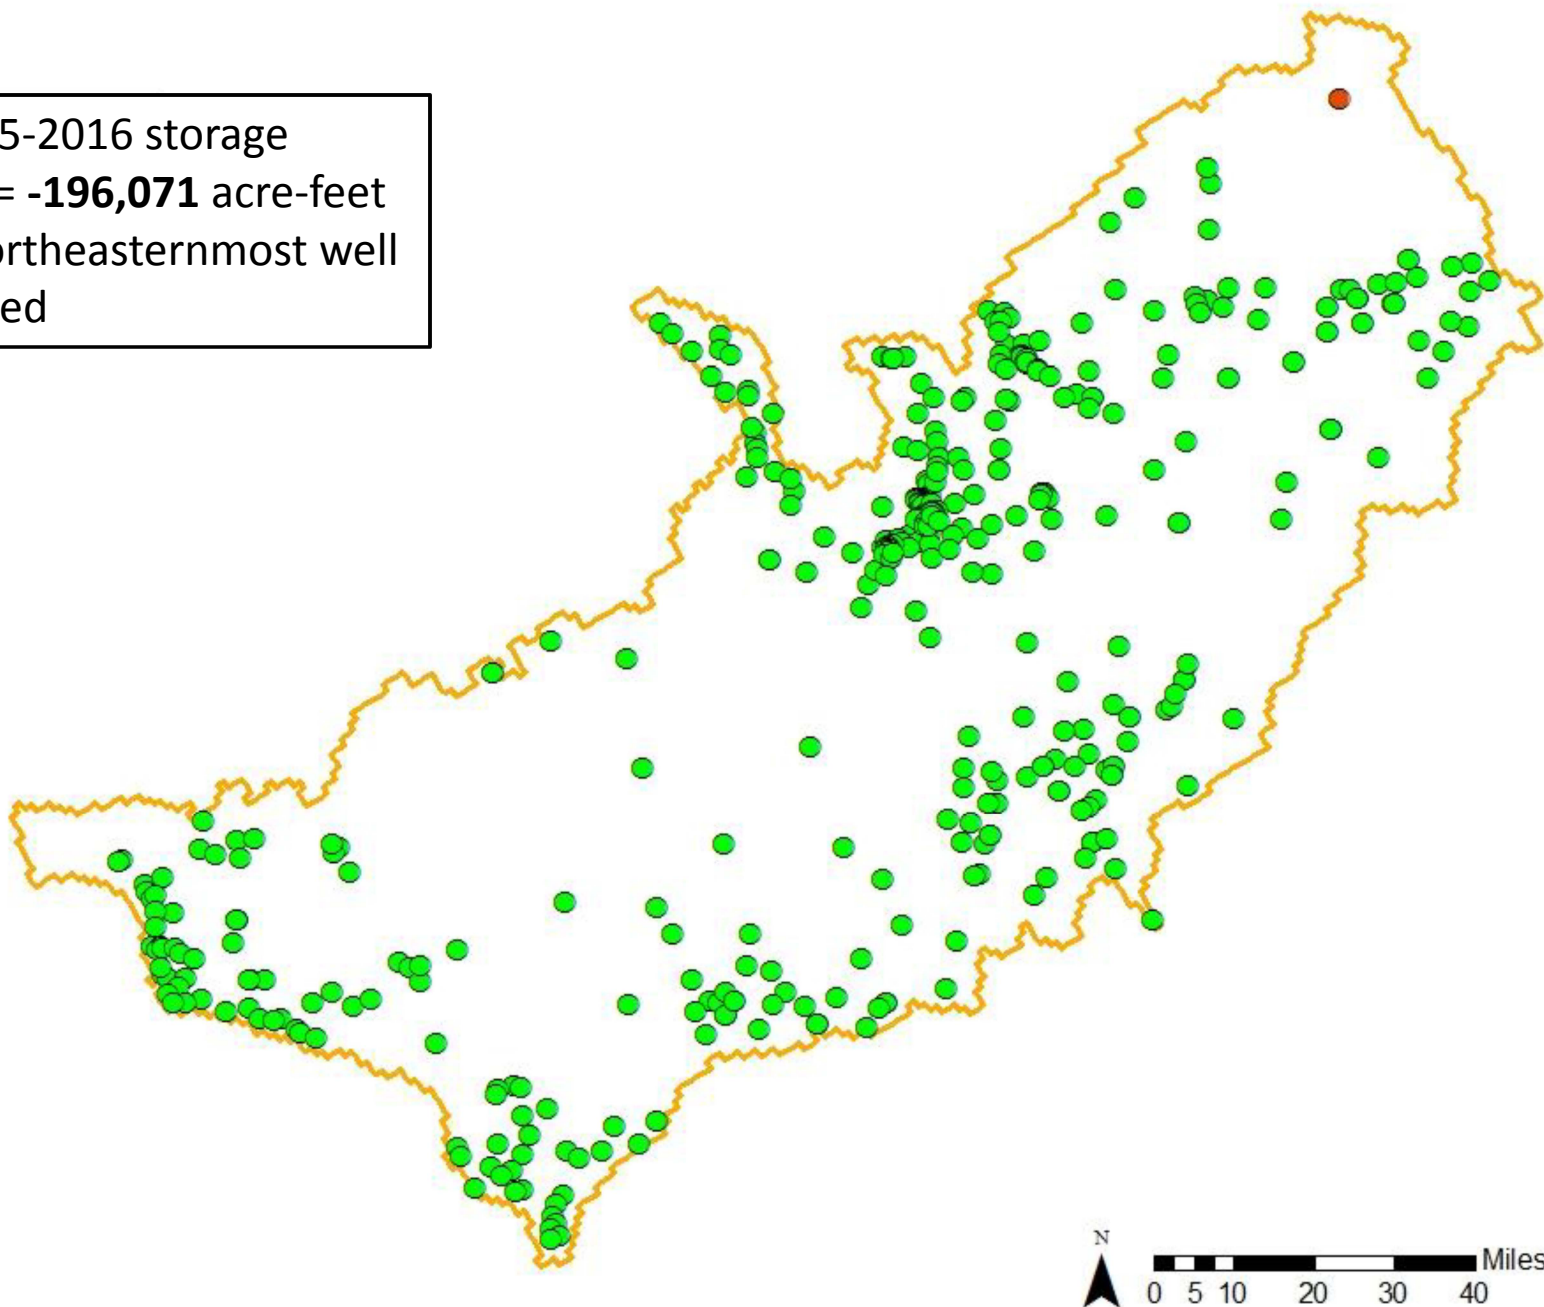 5-2016 storage
= -196,071 acre-feet
ortheasternmost well
ed
N
Miles
0 5 10 20 30 40